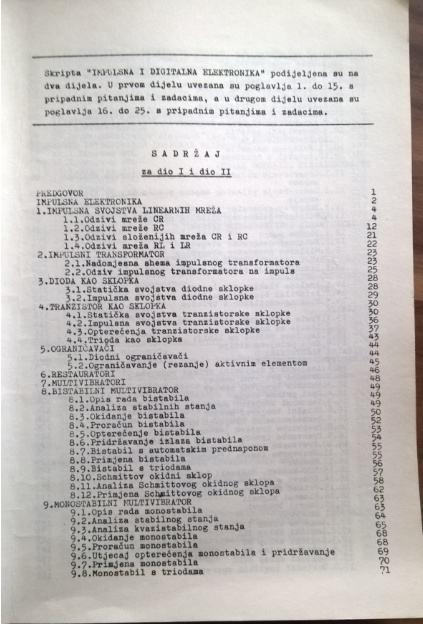 Skripta "IMPULSNA I DIGITALNA ELEKTRONIKA" podijeljena su na
dva dijela. U prvom dijelu uvezana su poglavlja 1. do 15. s
pripadnim pitanjima i zadacima, a u drugom dijelu uvezana su
poglavlja 16. do 25. s pripadnim pitanjima i zadacima.
S A D R Ž A J
za dio I i dio II
PREDGOVOR 1
IMPULSNA ELEKTRONIKA 2
1.IMPULSNA SVOJSTVA LINEARNIH MREŽA 4
1.1.Odzivi mreže CR 4
1.2.Odzivi mreže RC 12
1.3.Odzivi složenijih mreža CR i RC 21
1.4.Odzivi mreža RL i LR 22
2.IMPULSNI TRANSFORMATOR 23
2.1.Nadomjesna shema impulsnog transformatora 23
2.2.Odziv impulsnog transformatora na impuls 25
3.DIODA KAO SKLOPKA 28
3.1.Statička svojstva diodne sklopke 28
3.2.Impulsna svojstva diodne sklopke 29
4.TRANZISTOR KAO SKLOPKA 30
4.1.Statička svojstva tranzistorske sklopke 30
4.2.Impulsna svojstva tranzistorske sklopke 36
4.3.Opterećenja tranzistorske sklopke 37
4.4.Trioda kao sklopka 43
5.OGRANIČAVAČI 44
5.1.Diodni ograničavači 44
5.2.Ograničavanje (rezanje) aktivnim elementom 45
6.RESTAURATORI 46
7.MULTIVIBRATORI 48
8.BISTABILNI MULTIVIBRATOR 49
8.1.Opis rada bistabila 49
8.2.Analiza stabilnih stanja 49
8.3.Okidanje bistabila 50
8.4.Proračun bistabila 52
8.5.Opterećenje bistabila 53
8.6.Pridržavanje izlaza bistabila 54
8.7.Bistabil s automatskim prednaponom 55
8.8.Primjena bistabila 55
8.9.Bistabil s triodama 56
8.10.Schmittov okidni sklop 57
8.11.Analiza Schmittovog okidnog sklopa 58
8.12.Primjena Schmittovog okidnog sklopa 62
9.MONOSTABILNI MULTIVIBRATOR 63
9.1.Opis rada monostabila 63
9.2.Analiza stabilnog stanja 64
9.3.Analiza kvazistabilnog stanja 65
9.4.Okidanje monostabila 68
9.5.Proračun monostabila 68
9.6.Utjecaj opterećenja monostabila i pridržavanje 69
9.7.Primjena monostabila 70
9.8.Monostabil s triodama 71